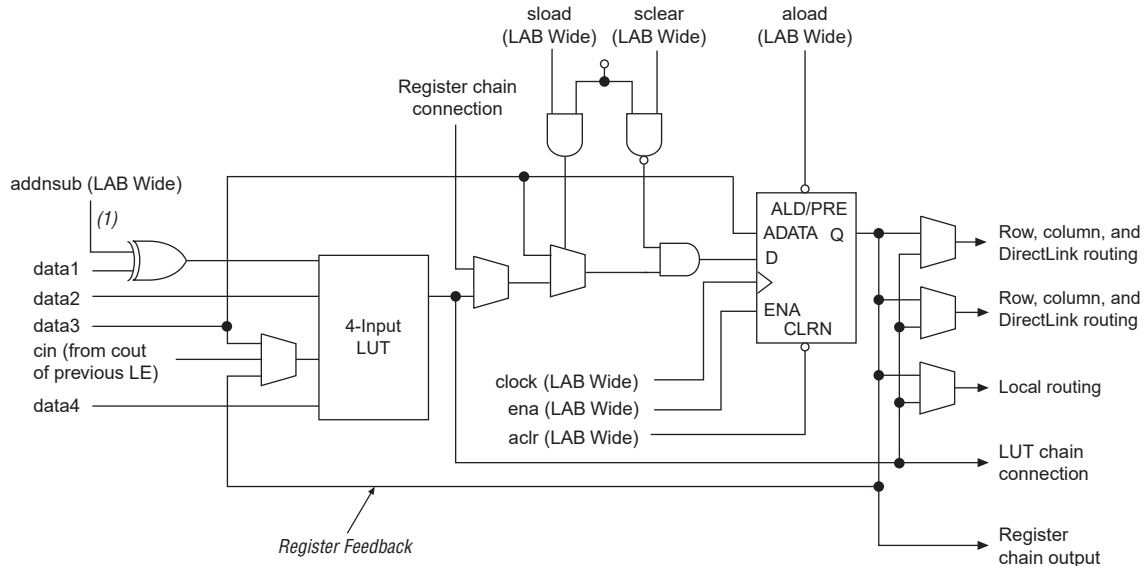 sload
(LAB Wide)
sclear
(LAB Wide)
aload
(LAB Wide)
Register chain
connection
addnsub (LAB Wide)
(1)
data1
data2
data3
cin (from cout
of previous LE)
data4
4-Input
LUT
ALD/PRE
ADATA
Q
D
ENA
CLRN
clock (LAB Wide)
ena (LAB Wide)
aclr (LAB Wide)
Row, column, and
DirectLink routing
Row, column, and
DirectLink routing
Local routing
LUT chain
connection
Register
chain output
Register Feedback